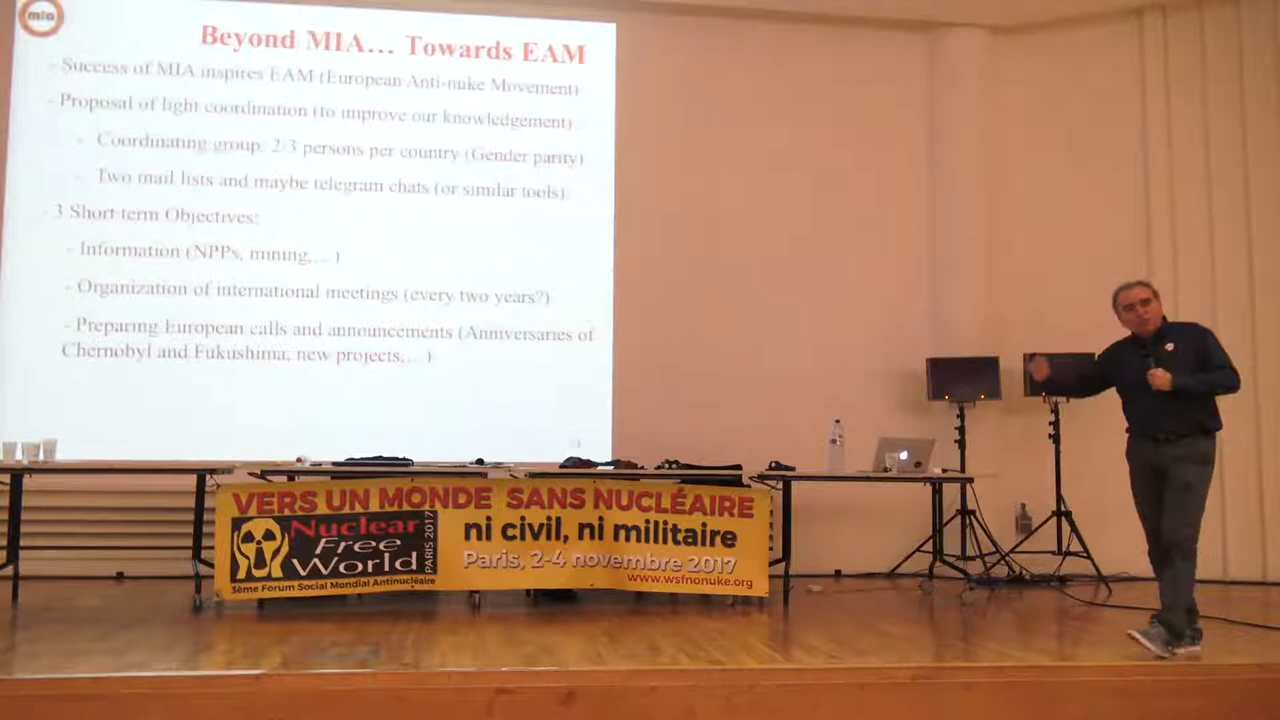 mia
Beyond MIA… Towards EAM
- Success of MIA inspires EAM (European Anti-nuke Movement)
- Proposal of light coordination (to improve our knowledgement)
- Coordinating group: 2/3 persons per country (Gender parity)
- Two mail lists and maybe telegram chats (or similar tools)
- 3 Short term Objectives:
- Information (NPPs, mining,…)
- Organization of international meetings (every two years?)
- Preparing European calls and announcements (Anniversaries of
Chernobyl and Fukushima, new projects,…)
VERS UN MONDE SANS NUCLÉAIRE
Nuclear
Free
World
PARIS 2017
3ème Forum Social Mondial Antinucléaire
ni civil, ni militaire
Paris, 2-4 novembre 2017
www.wsfnonuke.org